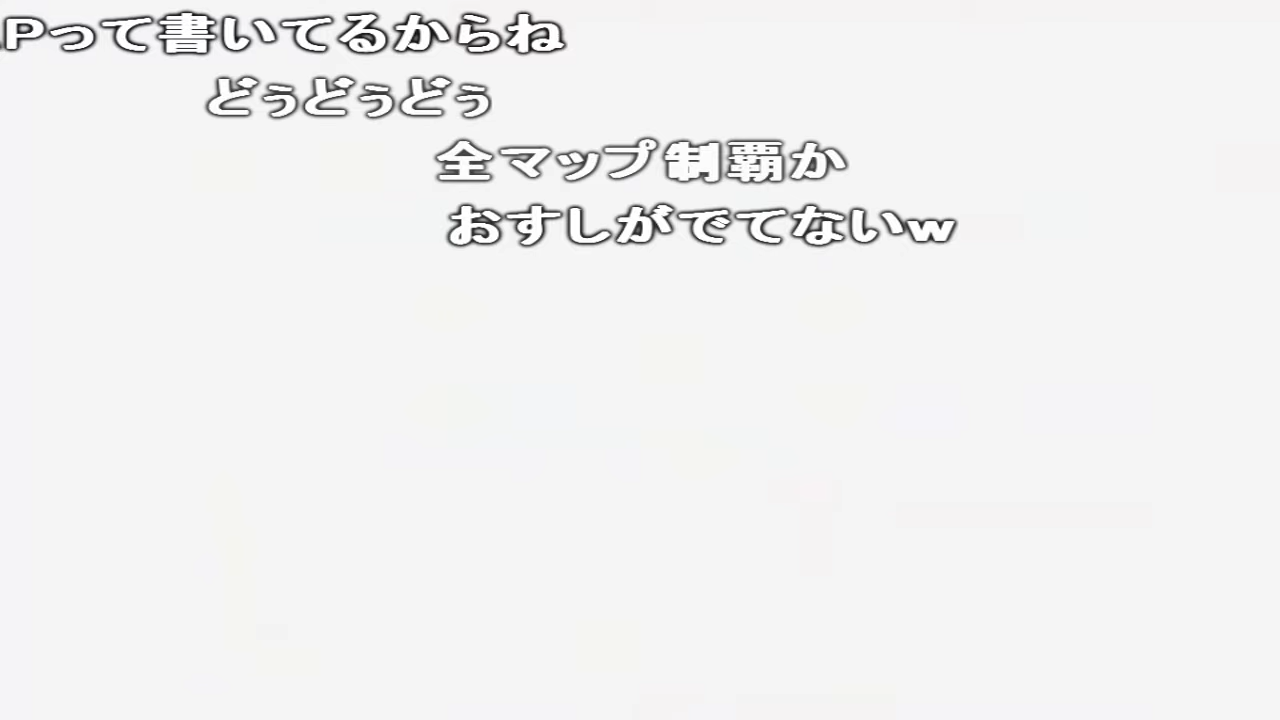 Pって書いてるからね
どぅどぅどぅ
全マップ制覇か
おすしがでてないw